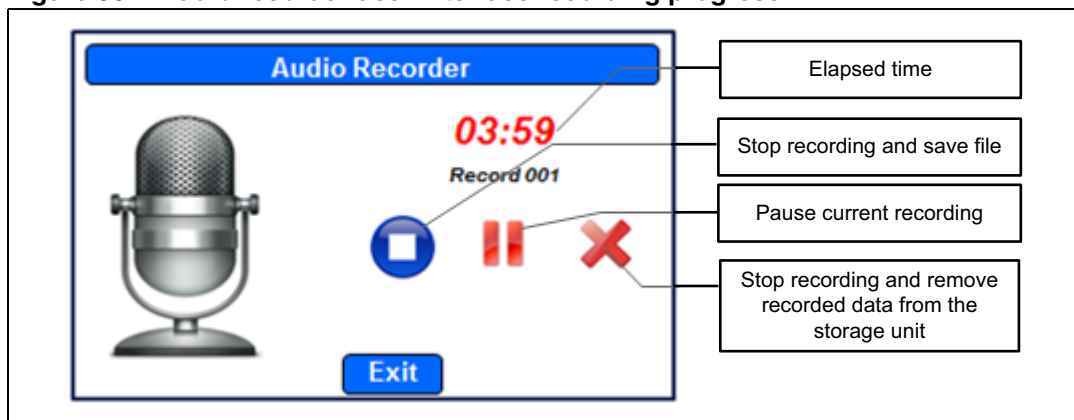 Audio Recorder
Elapsed time
03:59
Stop recording and save file
Record 001
Pause current recording
Stop recording and remove
recorded data from the
storage unit
Exit